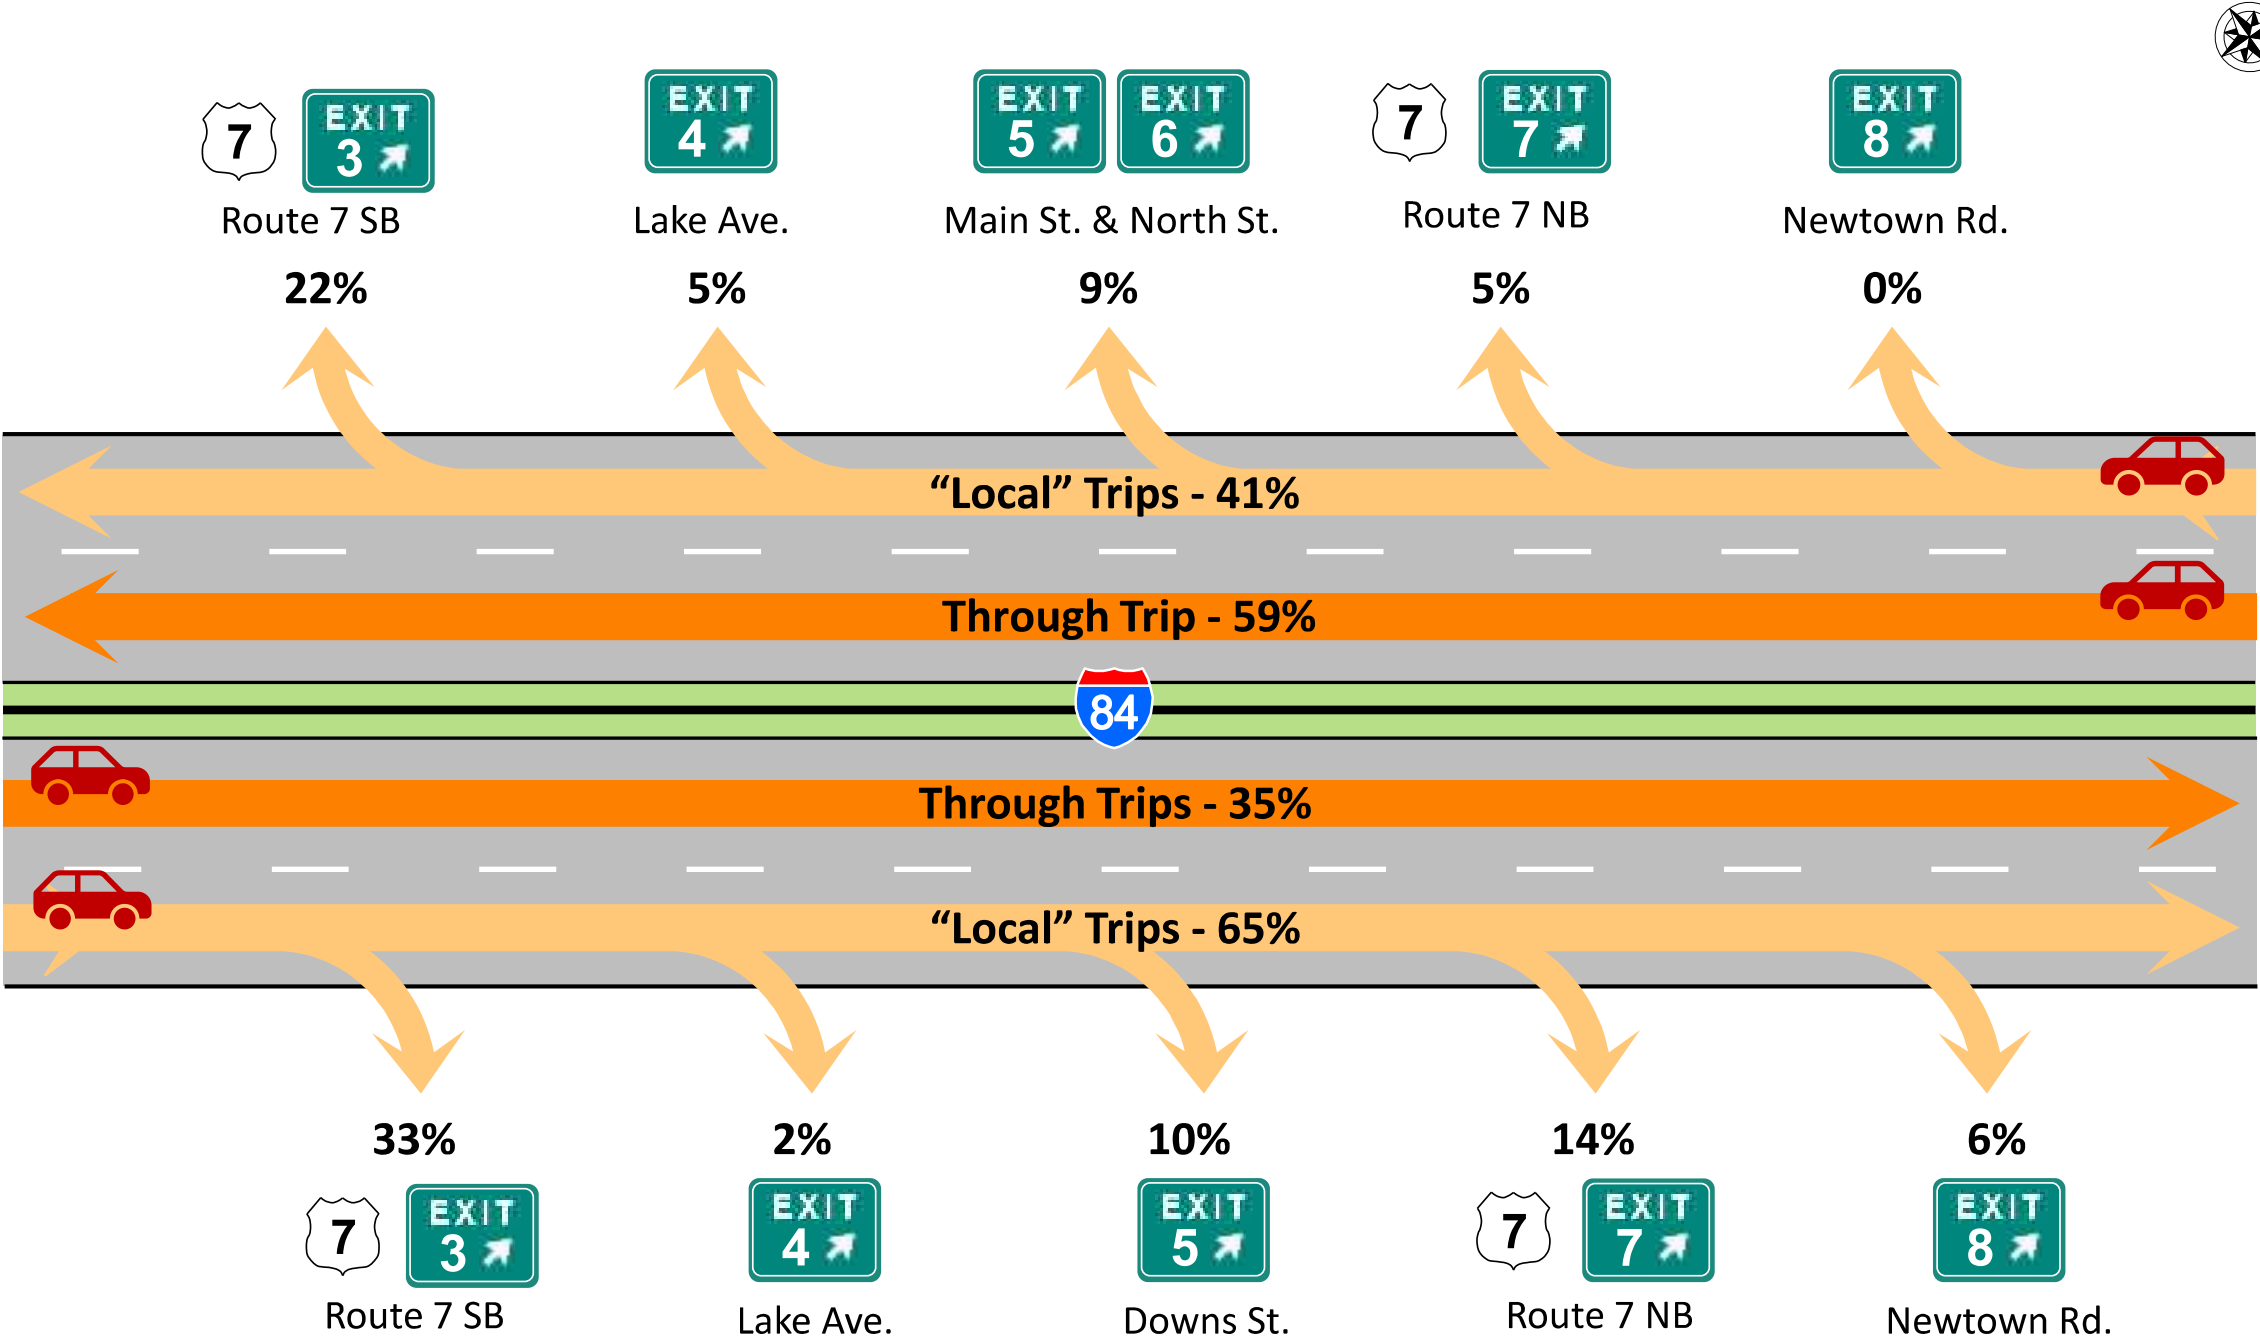 7
EXIT
3
Route 7 SB
22%
EXIT
4
Lake Ave.
5%
EXIT
5
EXIT
6
Main St. & North St.
9%
7
EXIT
7
Route 7 NB
5%
EXIT
8
Newtown Rd.
0%
“Local” Trips - 41%
Through Trip - 59%
84
Through Trips - 35%
“Local” Trips - 65%
33%
7
EXIT
3
Route 7 SB
2%
EXIT
4
Lake Ave.
10%
EXIT
5
Downs St.
14%
7
EXIT
7
Route 7 NB
6%
EXIT
8
Newtown Rd.